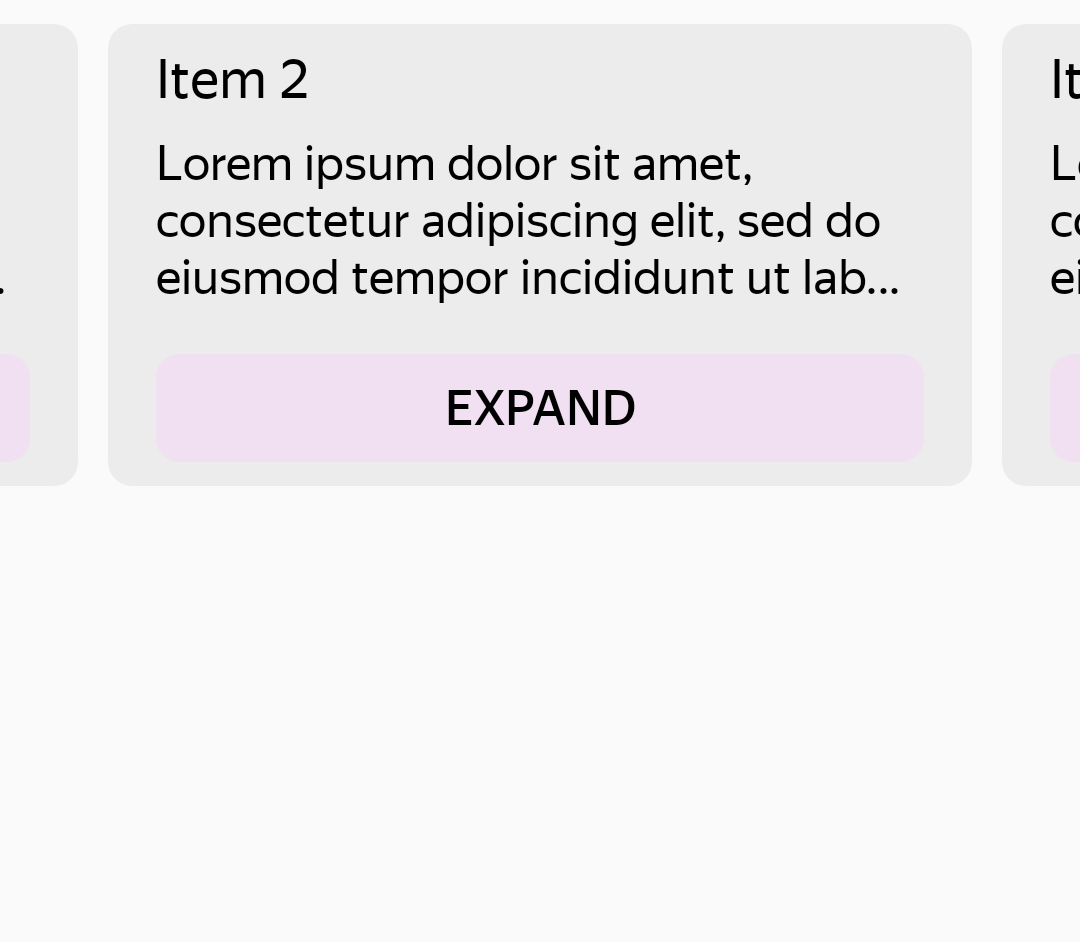 Item 2
Lorem ipsum dolor sit amet,
consectetur adipiscing elit, sed do
eiusmod tempor incididunt ut lab...
EXPAND